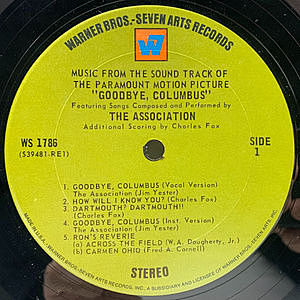 WARNER BROS.-SEVEN ARTS RECORDS
W7
MUSIC FROM THE SOUND TRACK OF
THE PARAMOUNT MOTION PICTURE
"GOODBYE, COLUMBUS"
Featuring Songs Composed and Performed by
THE ASSOCIATION
Additional Scoring by Charles Fox
WS 1786
(S39481-RE1)
SIDE
1
1. GOODBYE, COLUMBUS (Vocal Version)
The Association (Jim Yester)
2. HOW WILL I KNOW YOU? (Charles Fox)
3. DARTMOUTH? DARTMOUTH!!
(Charles Fox)
4. GOODBYE, COLUMBUS (Inst. Version)
The Association (Jim Yester)
5. RON'S REVERIE
(a) ACROSS THE FIELD (W.A. Dougherty, Jr.)
(b) CARMEN OHIO (Fred A. Cornell)
STEREO
MADE IN U.S.A. WARNER BROS.-SEVEN ARTS RECORDS, INC., A SUBSIDIARY AND LICENSEE OF WARNER BROS.-SEVEN ARTS